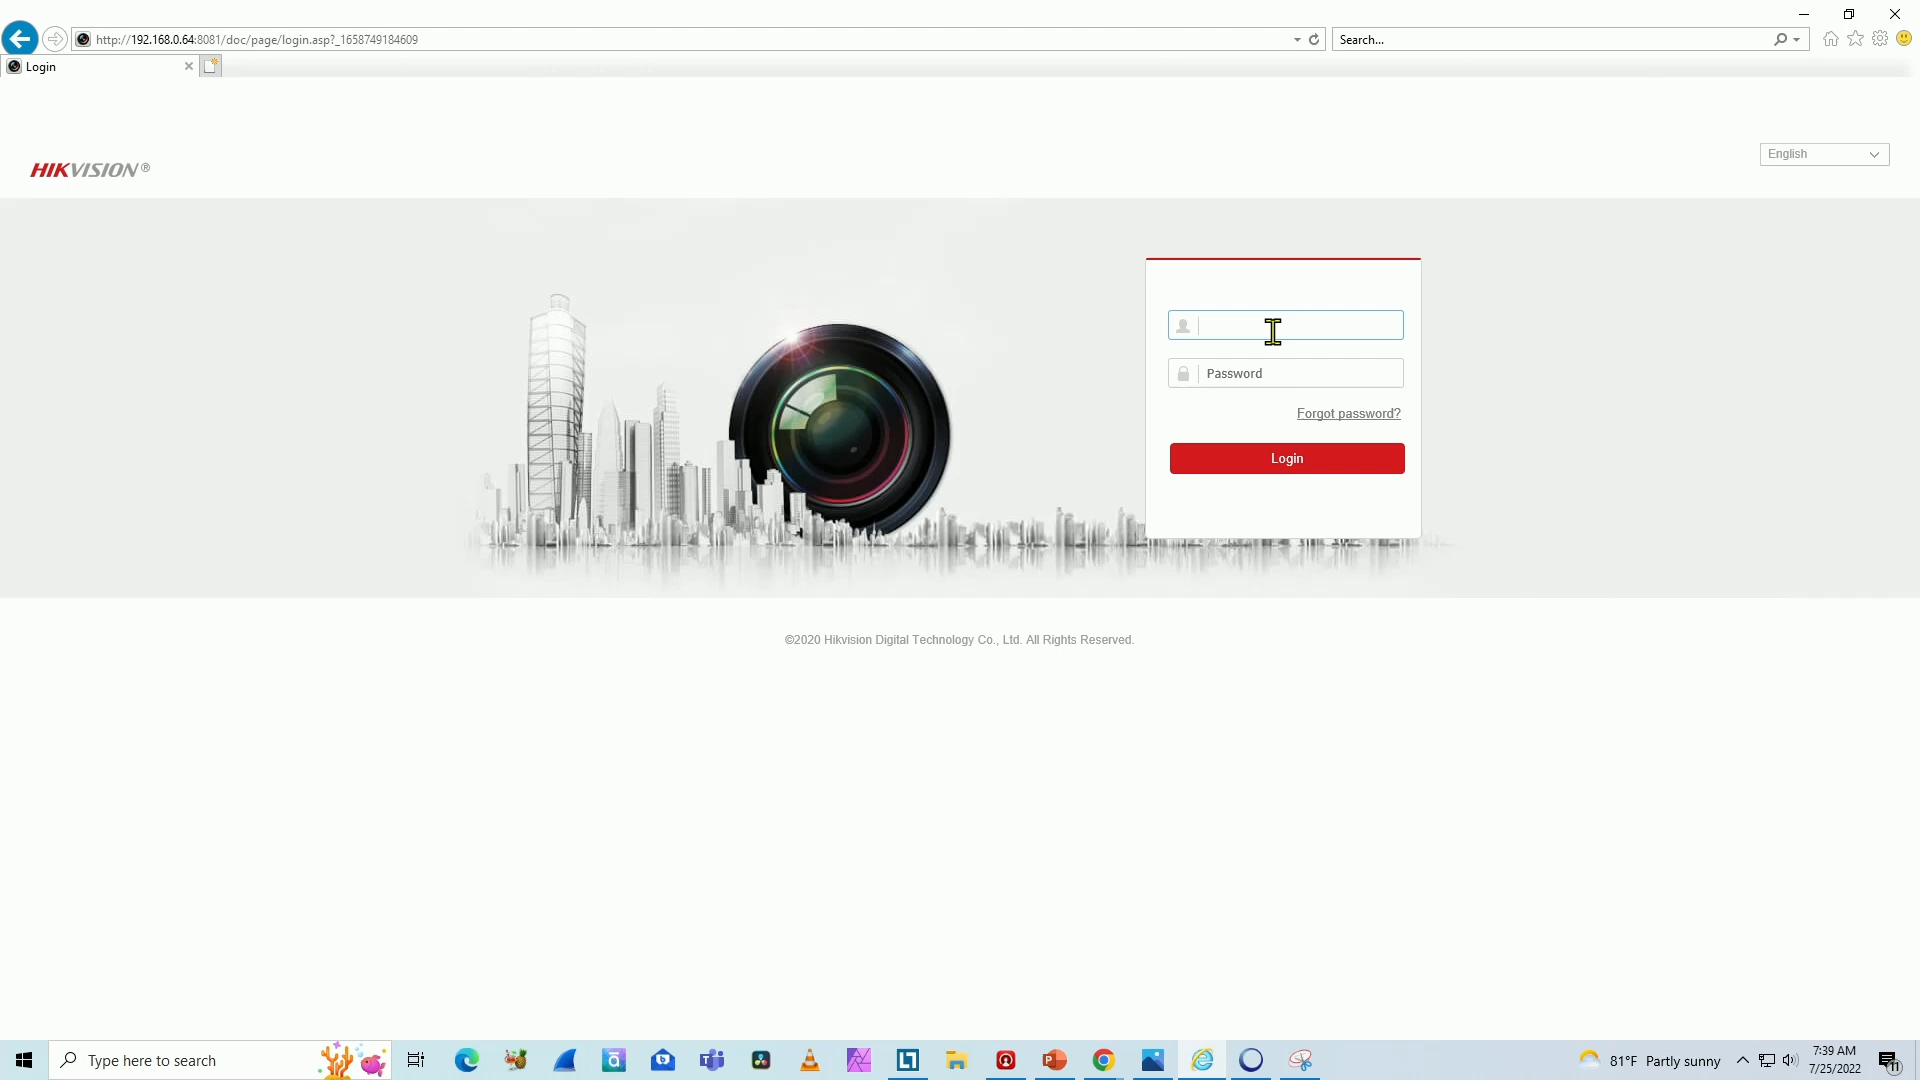 http://192.168.0.64:8081/doc/page/login.asp?_1658749184609
Search...
Login
English
HIKVISION®
Password
Forgot password?
Login
©2020 Hikvision Digital Technology Co., Ltd. All Rights Reserved.
Type here to search
81°F Partly sunny
7:39 AM
7/25/2022
11